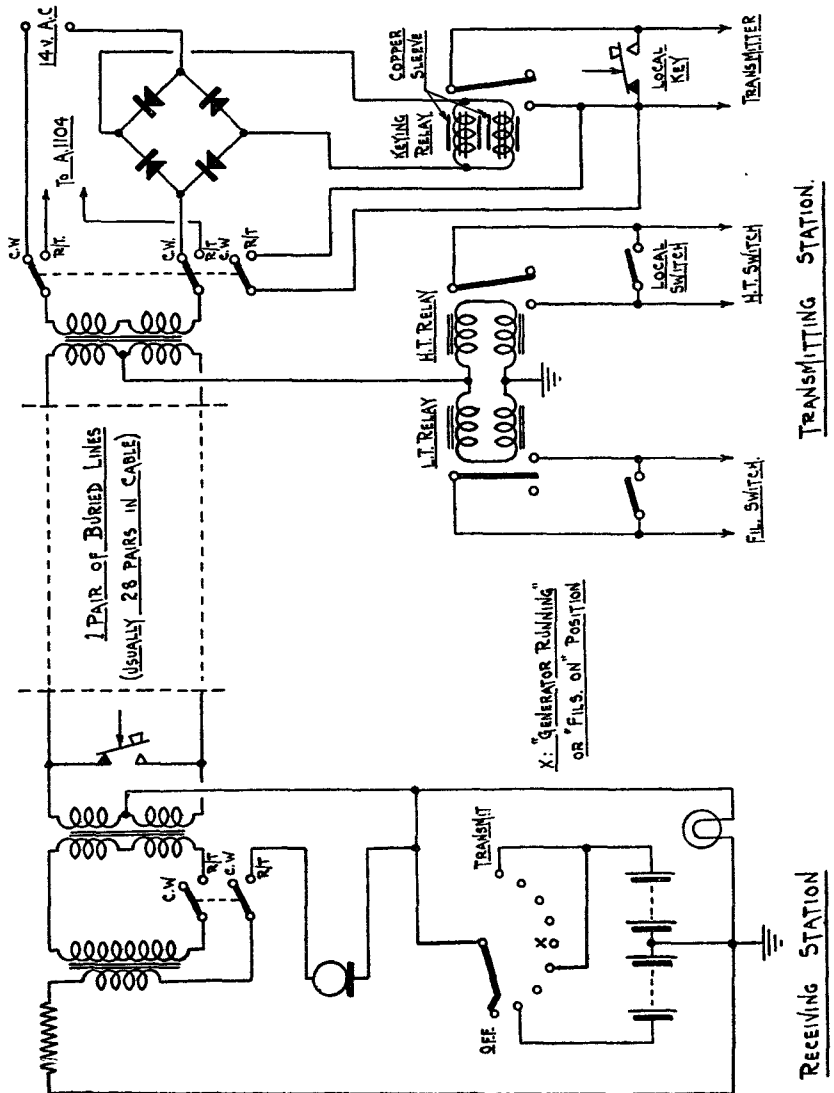 C.W
R/T
C.W
R/T
1 PAIR OF BURIED LINES
(USUALLY 28 PAIRS IN CABLE)
C.W
R/T.
C.W.
R/T
C.W
R/T
TO A.1104
14 V. A.C
OFF.
TRANSMIT
X
X: "GENERATOR RUNNING"
OR "FILS. ON" POSITION
L.T. RELAY
H.T. RELAY
KEYING
RELAY
COPPER
SLEEVE
LOCAL
SWITCH
LOCAL
KEY
FIL. SWITCH.
H.T. SWITCH
TRANSMITTER
RECEIVING STATION
TRANSMITTING STATION.